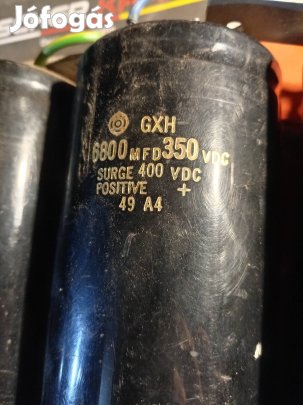 Jófogás
GXH
6800 MFD 350 VDC
SURGE 400 VDC
POSITIVE +
49 A4